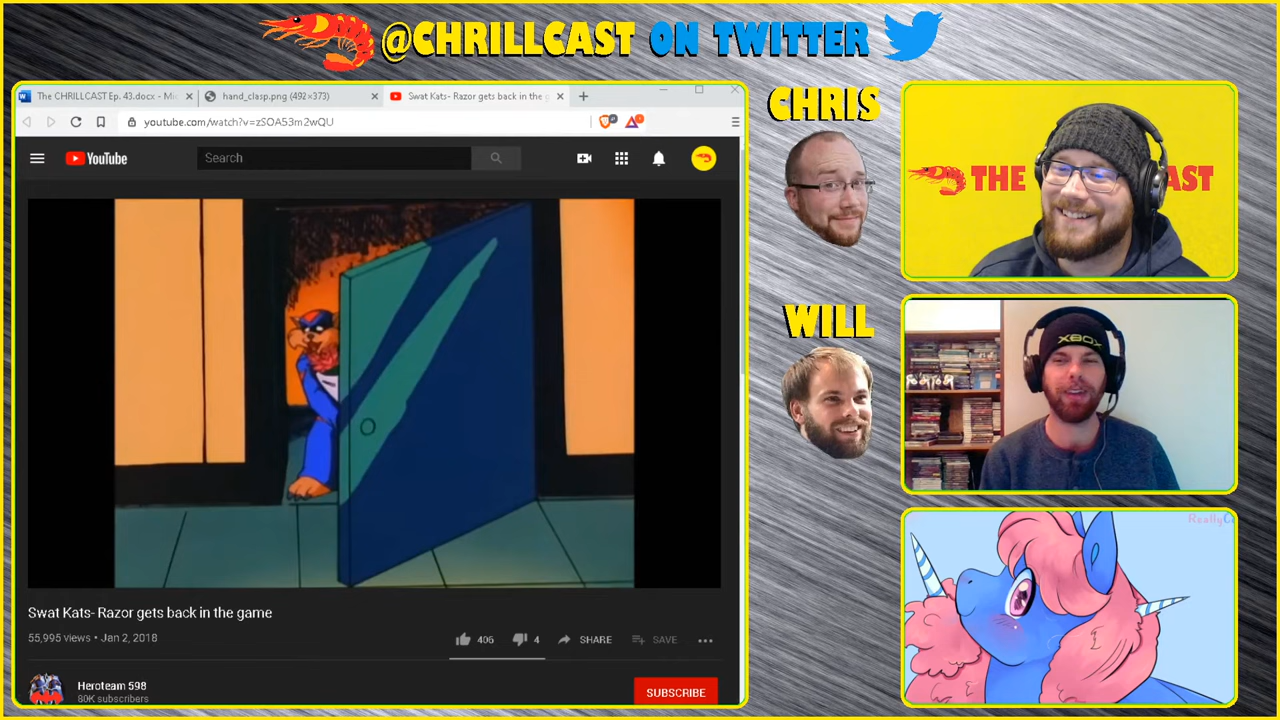 @CHRILLCAST ON TWITTER
The CHRILLCAST Ep. 43.docx - Mic
hand_clasp.png (492×373)
Swat Kats- Razor gets back in the g
youtube.com/watch?v=zSOA53m2wQU
YouTube
Search
Swat Kats- Razor gets back in the game
55,995 views • Jan 2, 2018
406
4
SHARE
SAVE
Heroteam 598
80K subscribers
SUBSCRIBE
CHRIS
THE
AST
WILL
XBOX